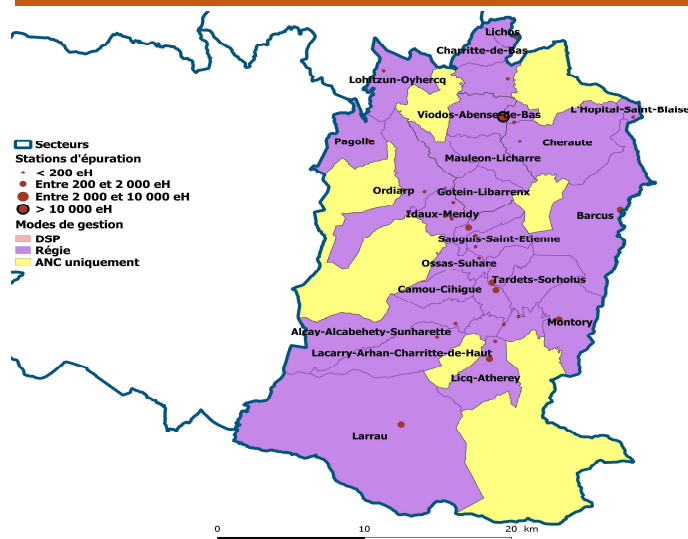 Lichos
Charritte-de-Bas
Lohitzun-Oyhercq
Viodos-Abense-de-Bas
L'Hopital-Saint-Blaise
Pagolle
Cheraute
Mauleon-Licharre
Ordiarp
Gotein-Libarrenx
Idaux-Mendy
Barcus
Sauguis-Saint-Etienne
Ossas-Suhare
Tardets-Sorholus
Camou-Cihigue
Montory
Alcay-Alcabehety-Sunharette
Lacarry-Arhan-Charritte-de-Haut
Licq-Atherey
Larrau
Secteurs
Stations d'épuration
< 200 eH
Entre 200 et 2 000 eH
Entre 2 000 et 10 000 eH
> 10 000 eH
Modes de gestion
DSP
Régie
ANC uniquement
0 10 20 km